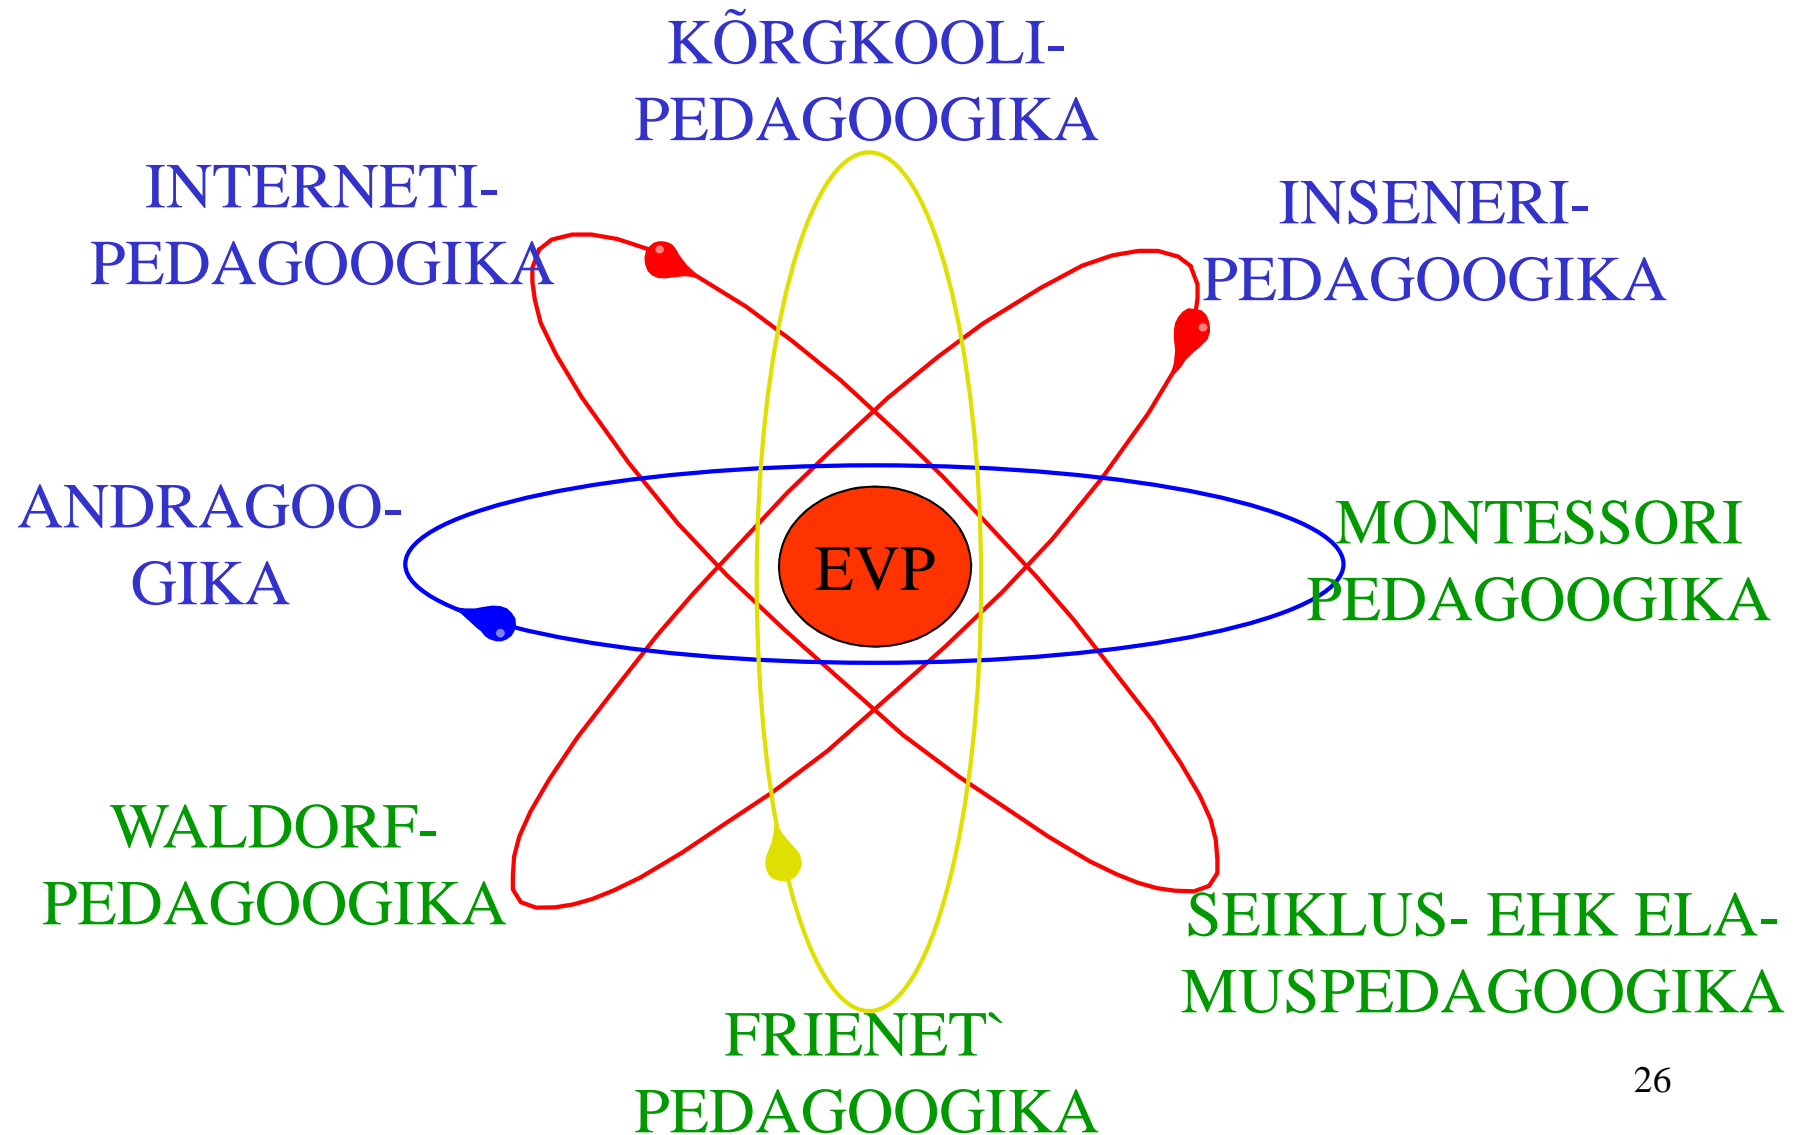 KÕRGKOOLI-
PEDAGOOGIKA
INTERNETI-
PEDAGOOGIKA
INSENERI-
PEDAGOOGIKA
ANDRAGOO-
GIKA
EVP
MONTESSORI
PEDAGOOGIKA
WALDORF-
PEDAGOOGIKA
SEIKLUS- EHK ELA-
MUSPEDAGOOGIKA
FRIENET`
PEDAGOOGIKA
26